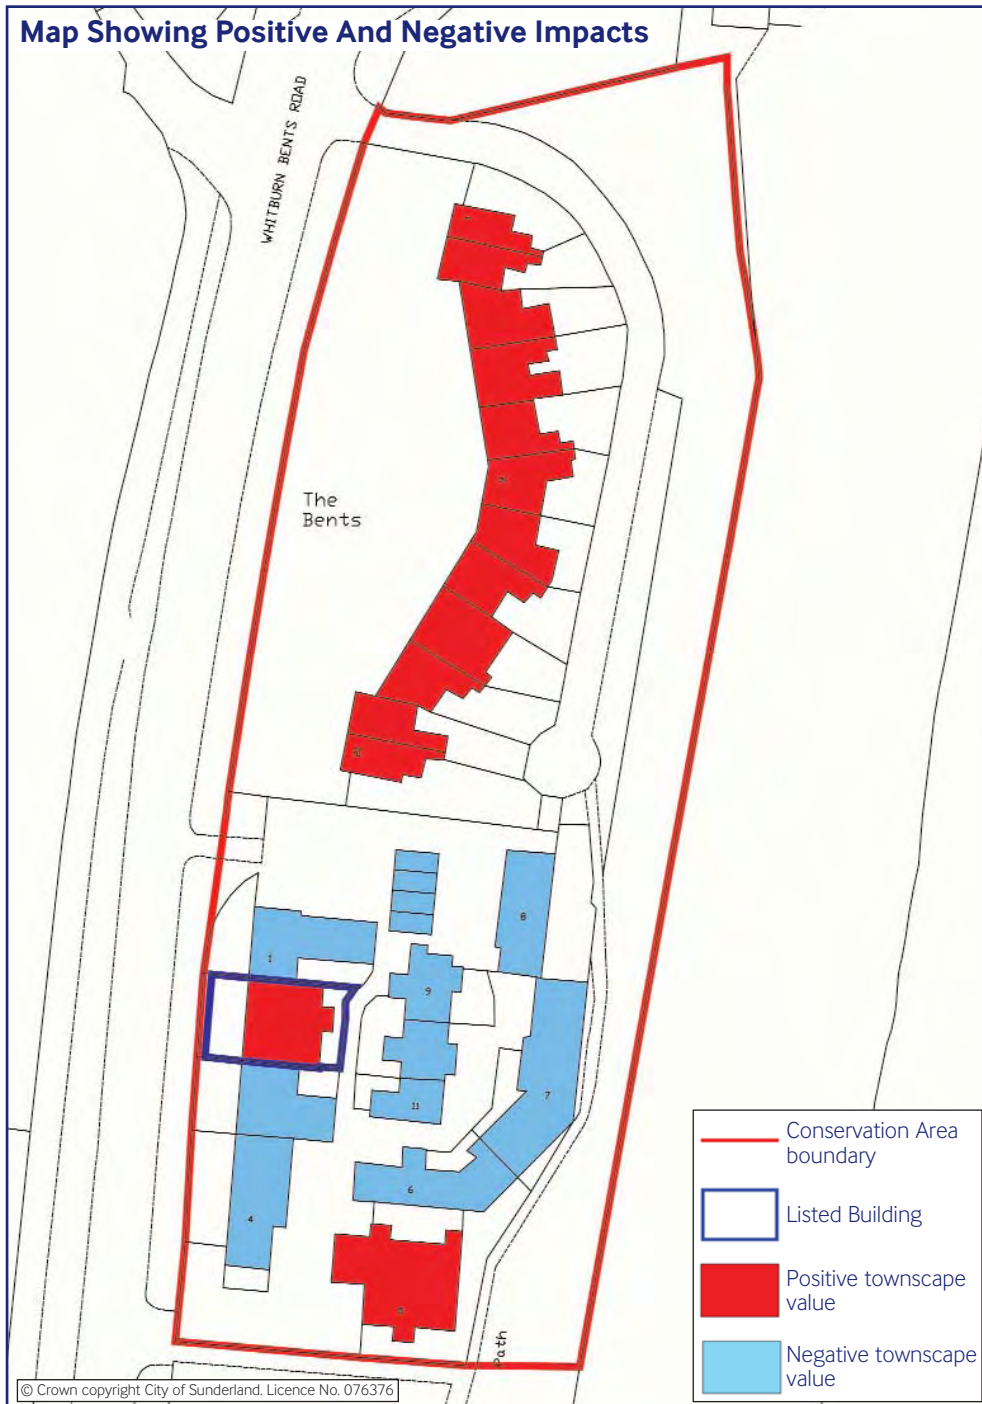 Map Showing Positive And Negative Impacts
WHITBURN BENTS ROAD
The
Bents
1
8
9
7
11
6
4
Path
Conservation Area
boundary
Listed Building
Positive townscape
value
Negative townscape
value
© Crown copyright City of Sunderland. Licence No. 076376